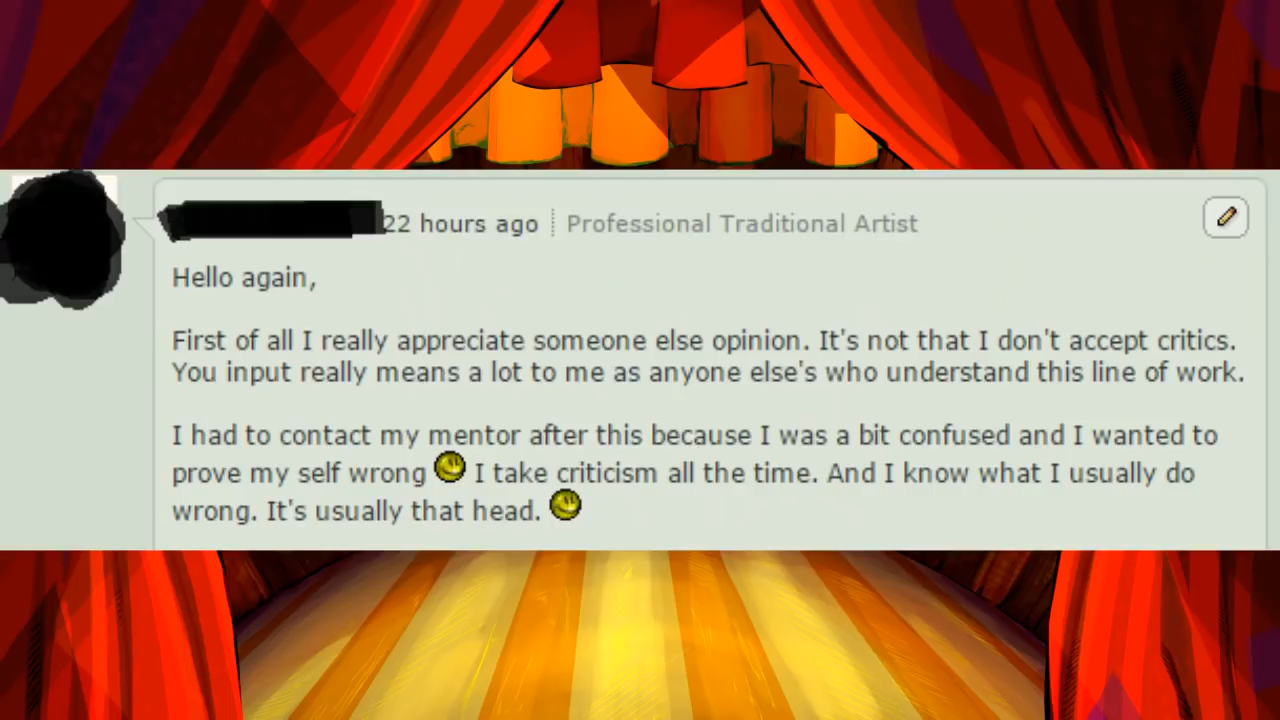 22 hours ago Professional Traditional Artist
Hello again,
First of all I really appreciate someone else opinion. It's not that I don't accept critics.
You input really means a lot to me as anyone else's who understand this line of work.
I had to contact my mentor after this because I was a bit confused and I wanted to
prove my self wrong I take criticism all the time. And I know what I usually do
wrong. It's usually that head.